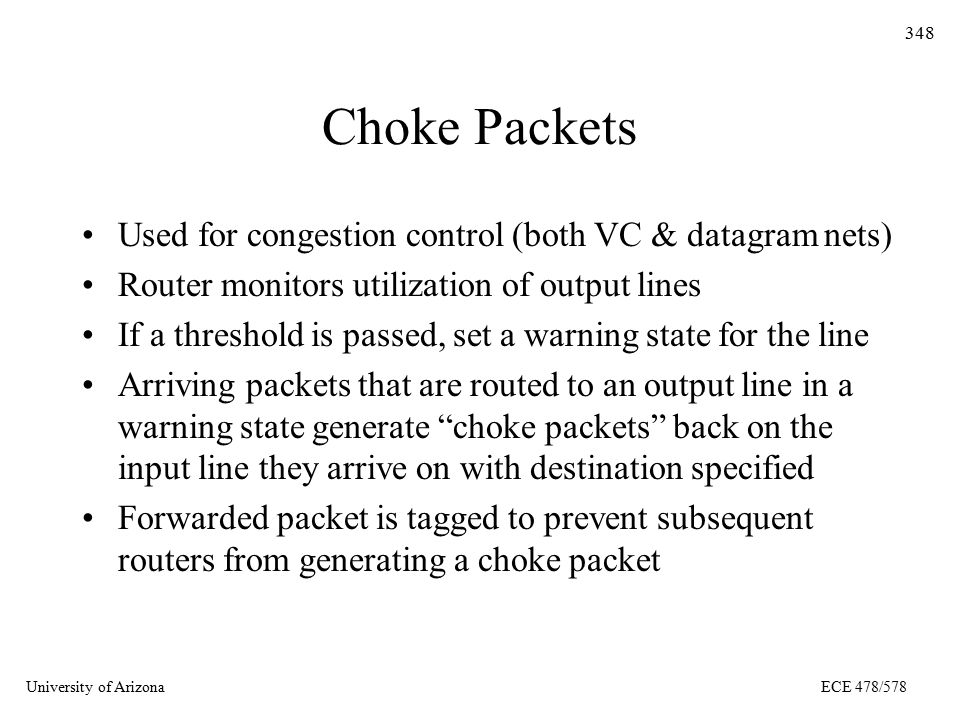 348
Choke Packets
• Used for congestion control (both VC & datagram nets)
• Router monitors utilization of output lines
• If a threshold is passed, set a warning state for the line
• Arriving packets that are routed to an output line in a
warning state generate “choke packets” back on the
input line they arrive on with destination specified
• Forwarded packet is tagged to prevent subsequent
routers from generating a choke packet
University of Arizona
ECE 478/578